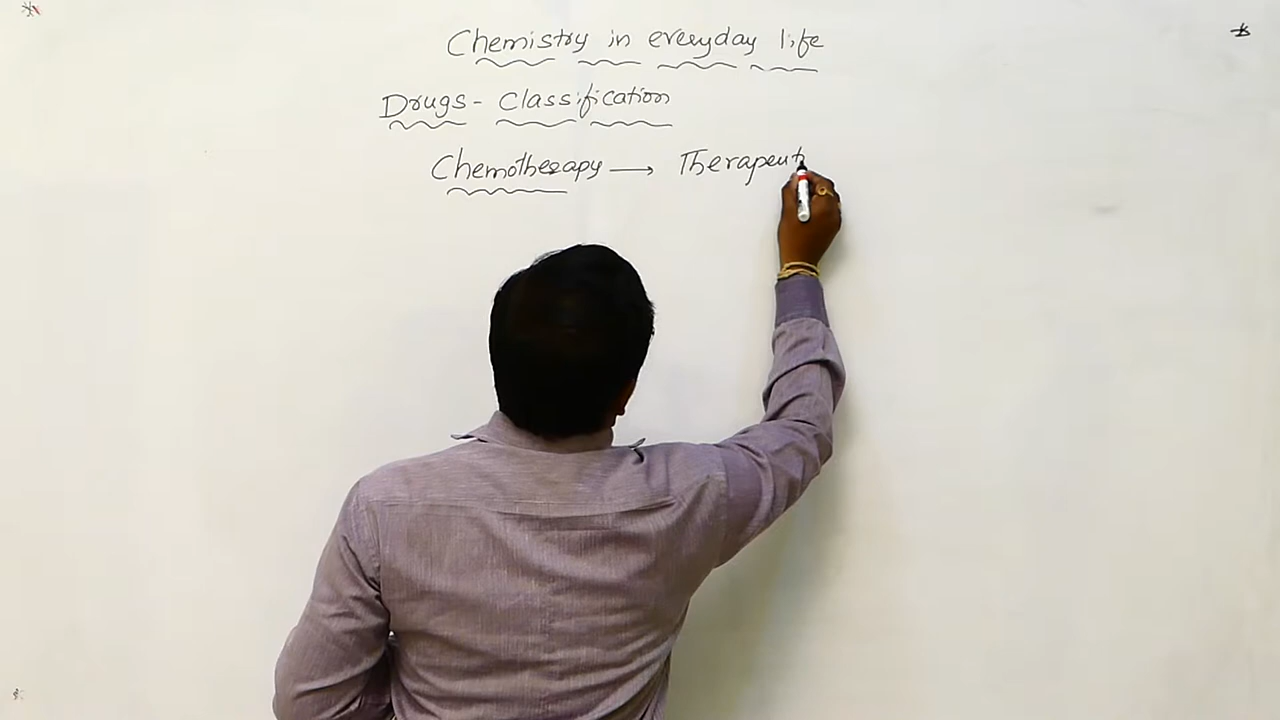 Chemistry in everyday life
Drugs - Classification
Chemotherapy → Therapeut